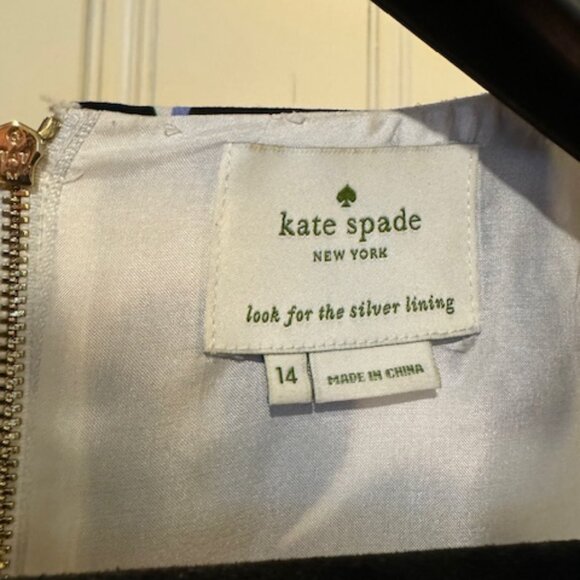 kate spade
NEW YORK
look for the silver lining
14
MADE IN CHINA